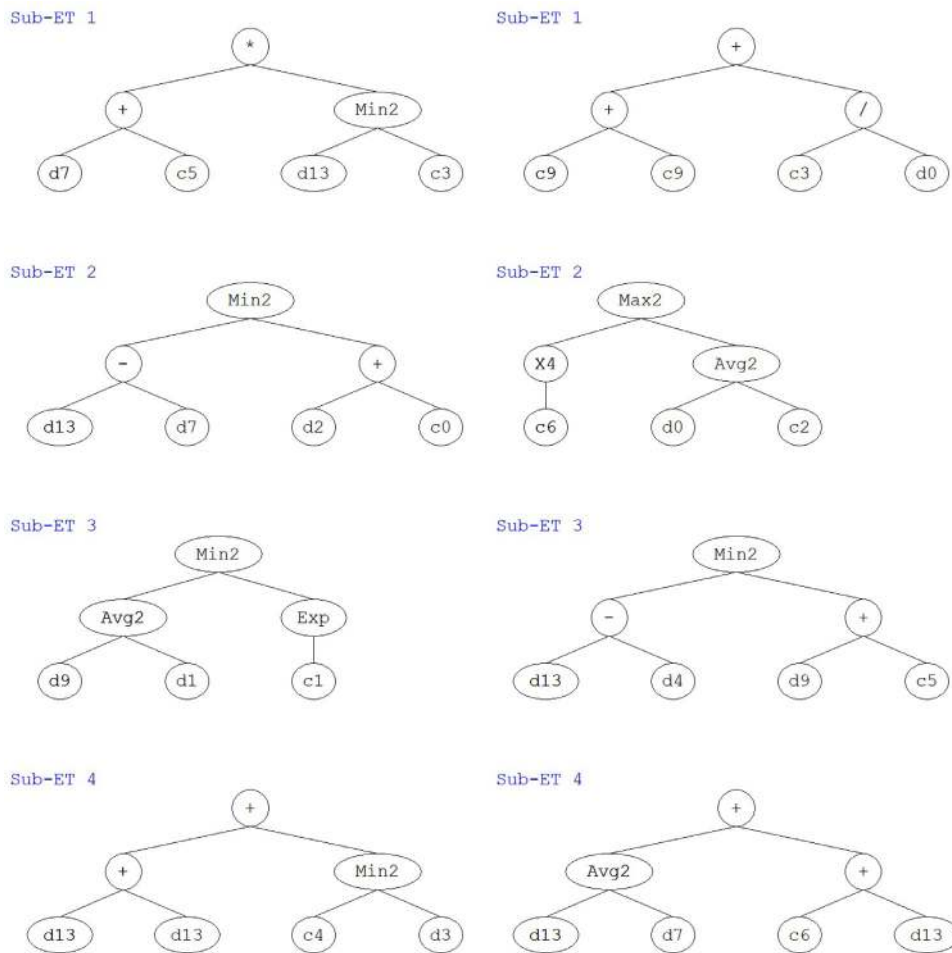 Sub-ET 1 Sub-ET 1
* +
+ Min2 + /
d7 c5 d13 c3 c9 c9 c3 d0
Sub-ET 2 Sub-ET 2
Min2 Max2
- + X4 Avg2
d13 d7 d2 c0 c6 d0 c2
Sub-ET 3 Sub-ET 3
Min2 Min2
Avg2 Exp - +
d9 d1 c1 d13 d4 d9 c5
Sub-ET 4 Sub-ET 4
+ +
+ Min2 Avg2 +
d13 d13 c4 d3 d13 d7 c6 d13